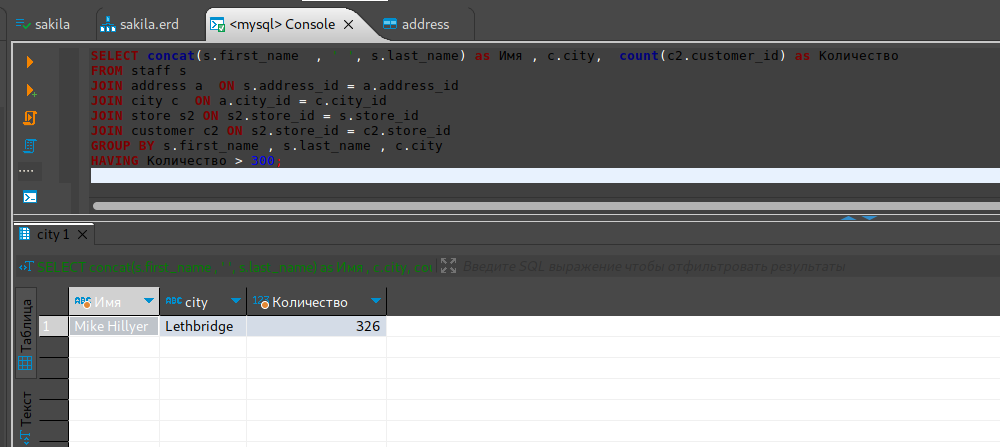 sakila
sakila.erd
<mysql> Console
address
SELECT concat(s.first_name , " ", s.last_name) as Имя , c.city, count(c2.customer_id) as Количество
FROM staff s
JOIN address a ON s.address_id = a.address_id
JOIN city c ON a.city_id = c.city_id
JOIN store s2 ON s2.store_id = s.store_id
JOIN customer c2 ON s2.store_id = c2.store_id
GROUP BY s.first_name , s.last_name , c.city
HAVING Количество > 300;
city 1
SELECT concat(s.first_name , " ", s.last_name) as Имя , c.city, cou
Введите SQL выражение чтобы отфильтровать результаты
Таблица
Текст
ABC Имя
ABC city
123 Количество
1 Mike Hillyer Lethbridge 326